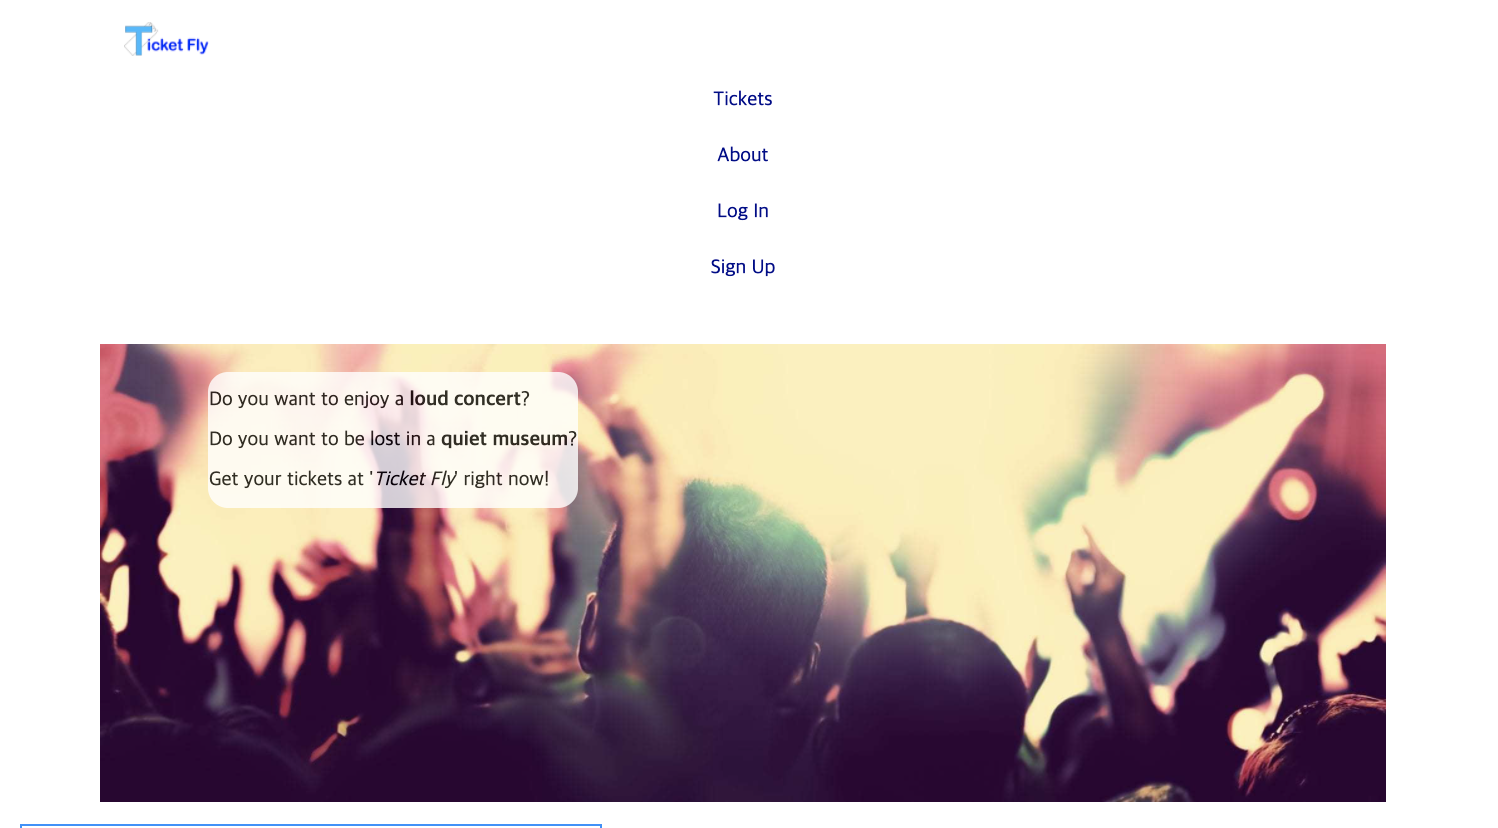 Ticket Fly
Tickets
About
Log In
Sign Up
Do you want to enjoy a loud concert?
Do you want to be lost in a quiet museum?
Get your tickets at 'Ticket Fly' right now!